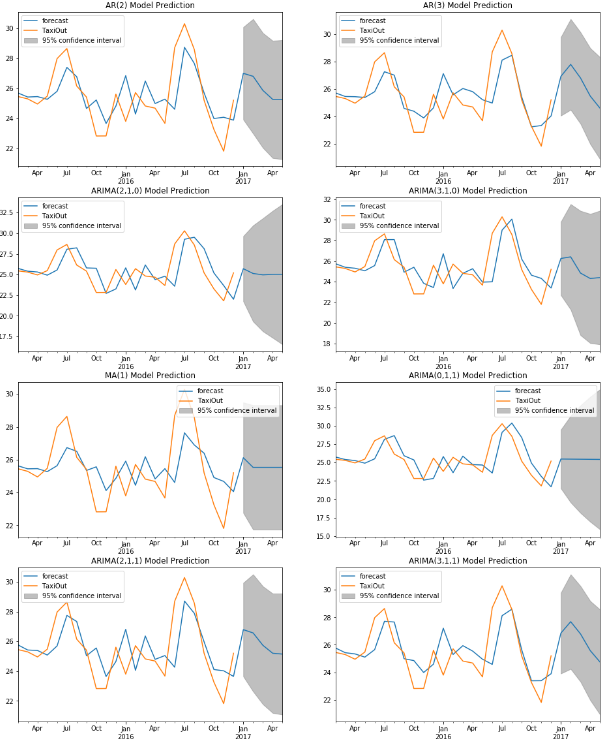 AR(2) Model Prediction
forecast
TaxiOut
95% confidence interval
30
28
26
24
22
Apr Jul Oct Jan Apr Jul Oct Jan Apr
2016 2017
AR(3) Model Prediction
forecast
TaxiOut
95% confidence interval
30
28
26
24
22
Apr Jul Oct Jan Apr Jul Oct Jan Apr
2016 2017
ARIMA(2,1,0) Prediction
forecast
TaxiOut
95% confidence interval
32.5
30.0
27.5
25.0
22.5
20.0
17.5
Apr Jul Oct Jan Apr Jul Oct Jan Apr
2016 2017
ARIMA(3,1,0) Prediction
forecast
TaxiOut
95% confidence interval
32
30
28
26
24
22
20
18
Apr Jul Oct Jan Apr Jul Oct Jan Apr
2016 2017
MA(1) Model Prediction
forecast
TaxiOut
95% confidence interval
30
28
26
24
22
Apr Jul Oct Jan Apr Jul Oct Jan Apr
2016 2017
ARIMA(0,1,1) Prediction
forecast
TaxiOut
95% confidence interval
35.0
32.5
30.0
27.5
25.0
22.5
20.0
17.5
15.0
Apr Jul Oct Jan Apr Jul Oct Jan Apr
2016 2017
ARIMA(2,1,1) Prediction
forecast
TaxiOut
95% confidence interval
30
28
26
24
22
Apr Jul Oct Jan Apr Jul Oct Jan Apr
2016 2017
ARIMA(3,1,1) Prediction
forecast
TaxiOut
95% confidence interval
30
28
26
24
22
Apr Jul Oct Jan Apr Jul Oct Jan Apr
2016 2017